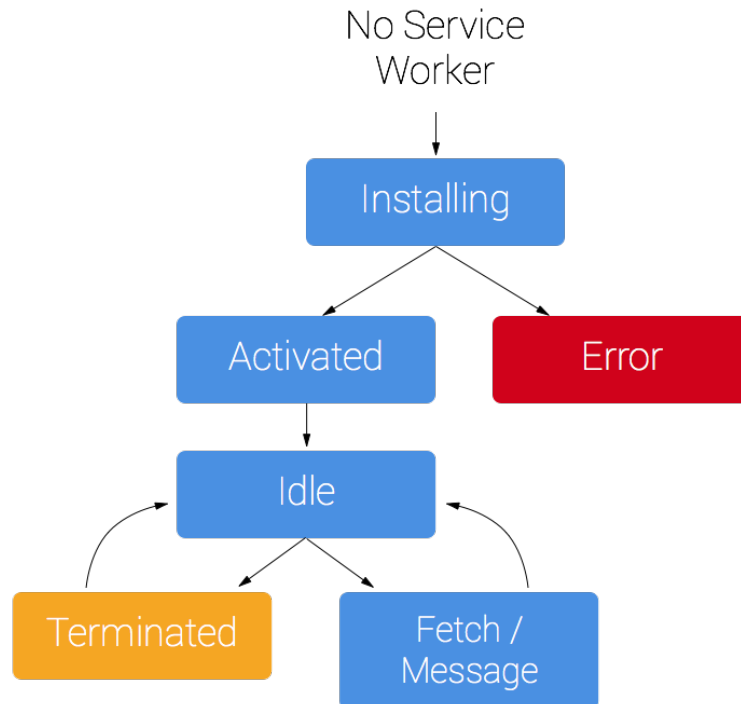 No Service
Worker
Installing
Activated
Error
Idle
Terminated
Fetch /
Message